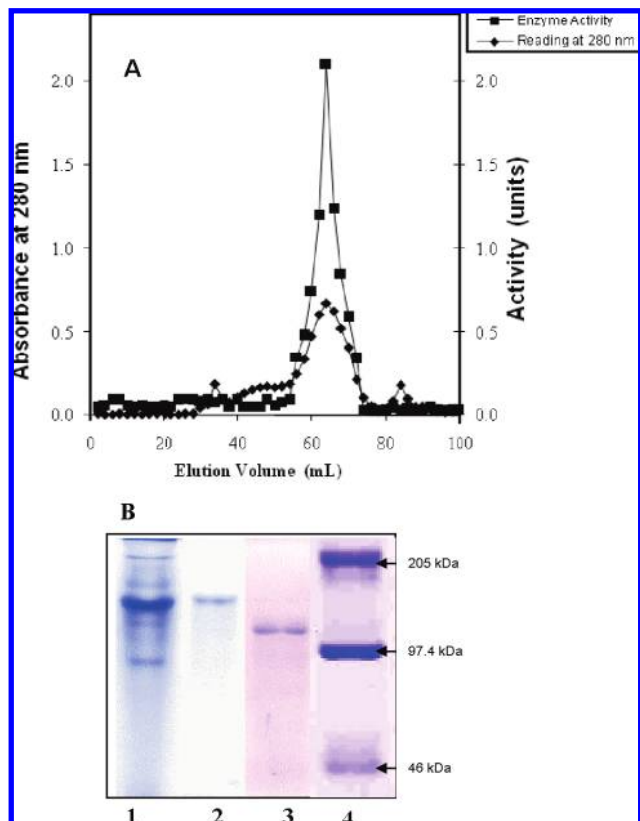 Enzyme Activity
Reading at 280 nm
A
2.0
2.0
Absorbance at 280 nm
Activity (units)
1.5
1.5
1.0
1.0
0.5
0.5
0.0
0.0
0
20
40
60
80
100
Elution Volume (mL)
B
205 kDa
97.4 kDa
46 kDa
1
2
3
4